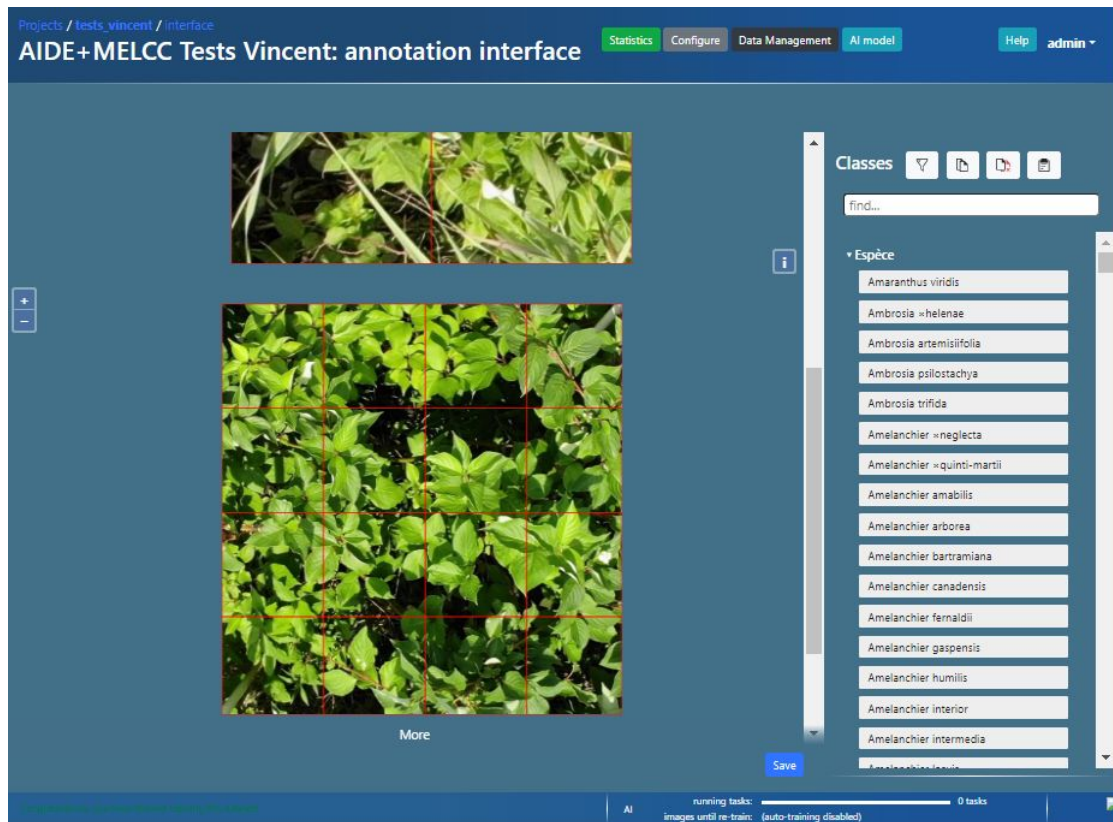 Projects / tests_vincent / interface
AIDE+MELCC Tests Vincent: annotation interface
Statistics
Configure
Data Management
AI model
Help
admin
Classes
find...
Espèce
Amaranthus viridis
Ambrosia ×helenae
Ambrosia artemisiifolia
Ambrosia psilostachya
Ambrosia trifida
Amelanchier ×neglecta
Amelanchier ×quinti-martii
Amelanchier amabilis
Amelanchier arborea
Amelanchier bartramiana
Amelanchier canadensis
Amelanchier fernaldii
Amelanchier gaspensis
Amelanchier humilis
Amelanchier interior
Amelanchier intermedia
More
Save
AI
running tasks: 0 tasks
images until re-train: (auto-training disabled)